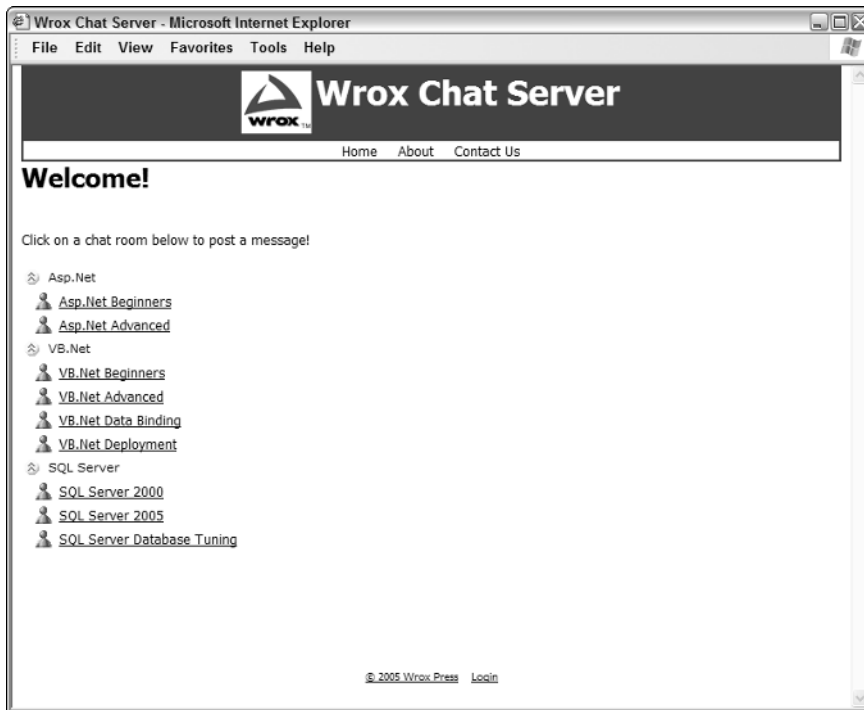 Wrox Chat Server - Microsoft Internet Explorer
File Edit View Favorites Tools Help
wrox TM
Wrox Chat Server
Home About Contact Us
Welcome!
Click on a chat room below to post a message!
Asp.Net
Asp.Net Beginners
Asp.Net Advanced
VB.Net
VB.Net Beginners
VB.Net Advanced
VB.Net Data Binding
VB.Net Deployment
SQL Server
SQL Server 2000
SQL Server 2005
SQL Server Database Tuning
© 2005 Wrox Press Login